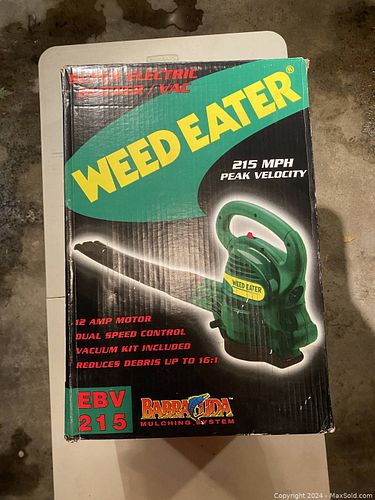 ELECTRIC
/ VAC
WEED EATER®
215 MPH
PEAK VELOCITY
WEED EATER
12 AMP MOTOR
DUAL SPEED CONTROL
VACUUM KIT INCLUDED
REDUCES DEBRIS UP TO 16:1
EBV
215
BARRACUDA
MULCHING SYSTEM
Copyright 2024 - MaxSold.com